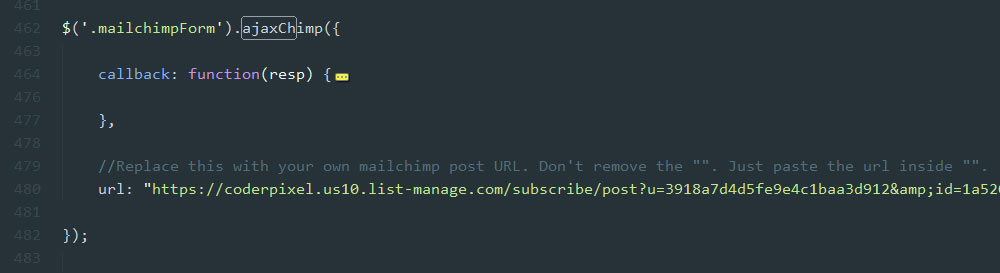 461
462 $('.mailchimpForm').ajaxChimp({
463
464 callback: function(resp) {
476
477 },
478
479 //Replace this with your own mailchimp post URL. Don't remove the "". Just paste the url inside "".
480 url: "https://coderpixel.us10.list-manage.com/subscribe/post?u=3918a7d4d5fe9e4c1baa3d912&amp;id=1a526
481
482 });
483